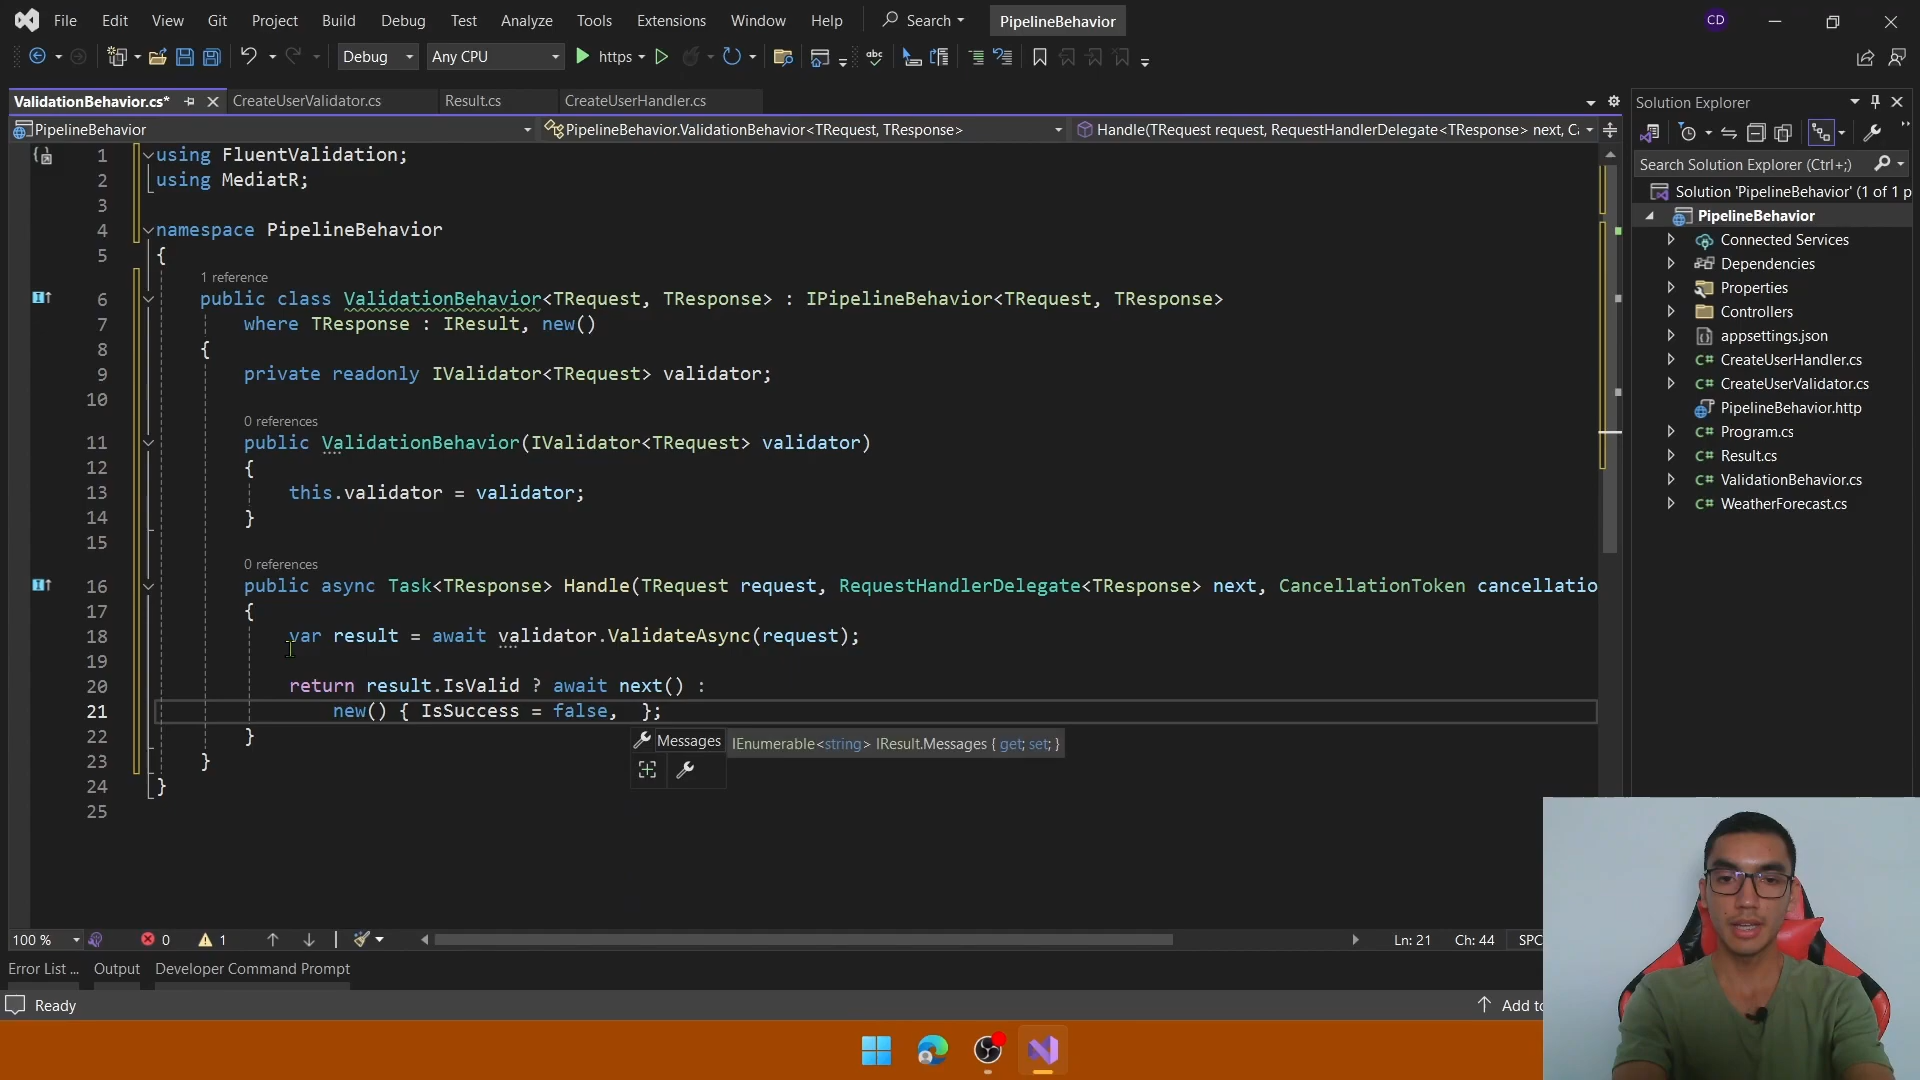 File Edit View Git Project Build Debug Test Analyze Tools Extensions Window Help Search PipelineBehavior CD
Debug Any CPU https
ValidationBehavior.cs* CreateUserValidator.cs Result.cs CreateUserHandler.cs
PipelineBehavior PipelineBehavior.ValidationBehavior<TRequest, TResponse> Handle(TRequest request, RequestHandlerDelegate<TResponse> next, C
1 using FluentValidation;
2 using MediatR;
3
4 namespace PipelineBehavior
5 {
1 reference
6 public class ValidationBehavior<TRequest, TResponse> : IPipelineBehavior<TRequest, TResponse>
7 where TResponse : IResult, new()
8 {
9 private readonly IValidator<TRequest> validator;
10
0 references
11 public ValidationBehavior(IValidator<TRequest> validator)
12 {
13 this.validator = validator;
14 }
15
0 references
16 public async Task<TResponse> Handle(TRequest request, RequestHandlerDelegate<TResponse> next, CancellationToken cancellatio
17 {
18 var result = await validator.ValidateAsync(request);
19
20 return result.IsValid ? await next() :
21 new() { IsSuccess = false, };
22 }
Messages IEnumerable<string> IResult.Messages { get; set; }
23 }
24 }
25
100 % 0 1 Ln: 21 Ch: 44 SPC
Error List ... Output Developer Command Prompt
Ready Add to
Solution Explorer
Search Solution Explorer (Ctrl+;)
Solution 'PipelineBehavior' (1 of 1 p
PipelineBehavior
Connected Services
Dependencies
Properties
Controllers
appsettings.json
C# CreateUserHandler.cs
C# CreateUserValidator.cs
PipelineBehavior.http
C# Program.cs
C# Result.cs
C# ValidationBehavior.cs
C# WeatherForecast.cs